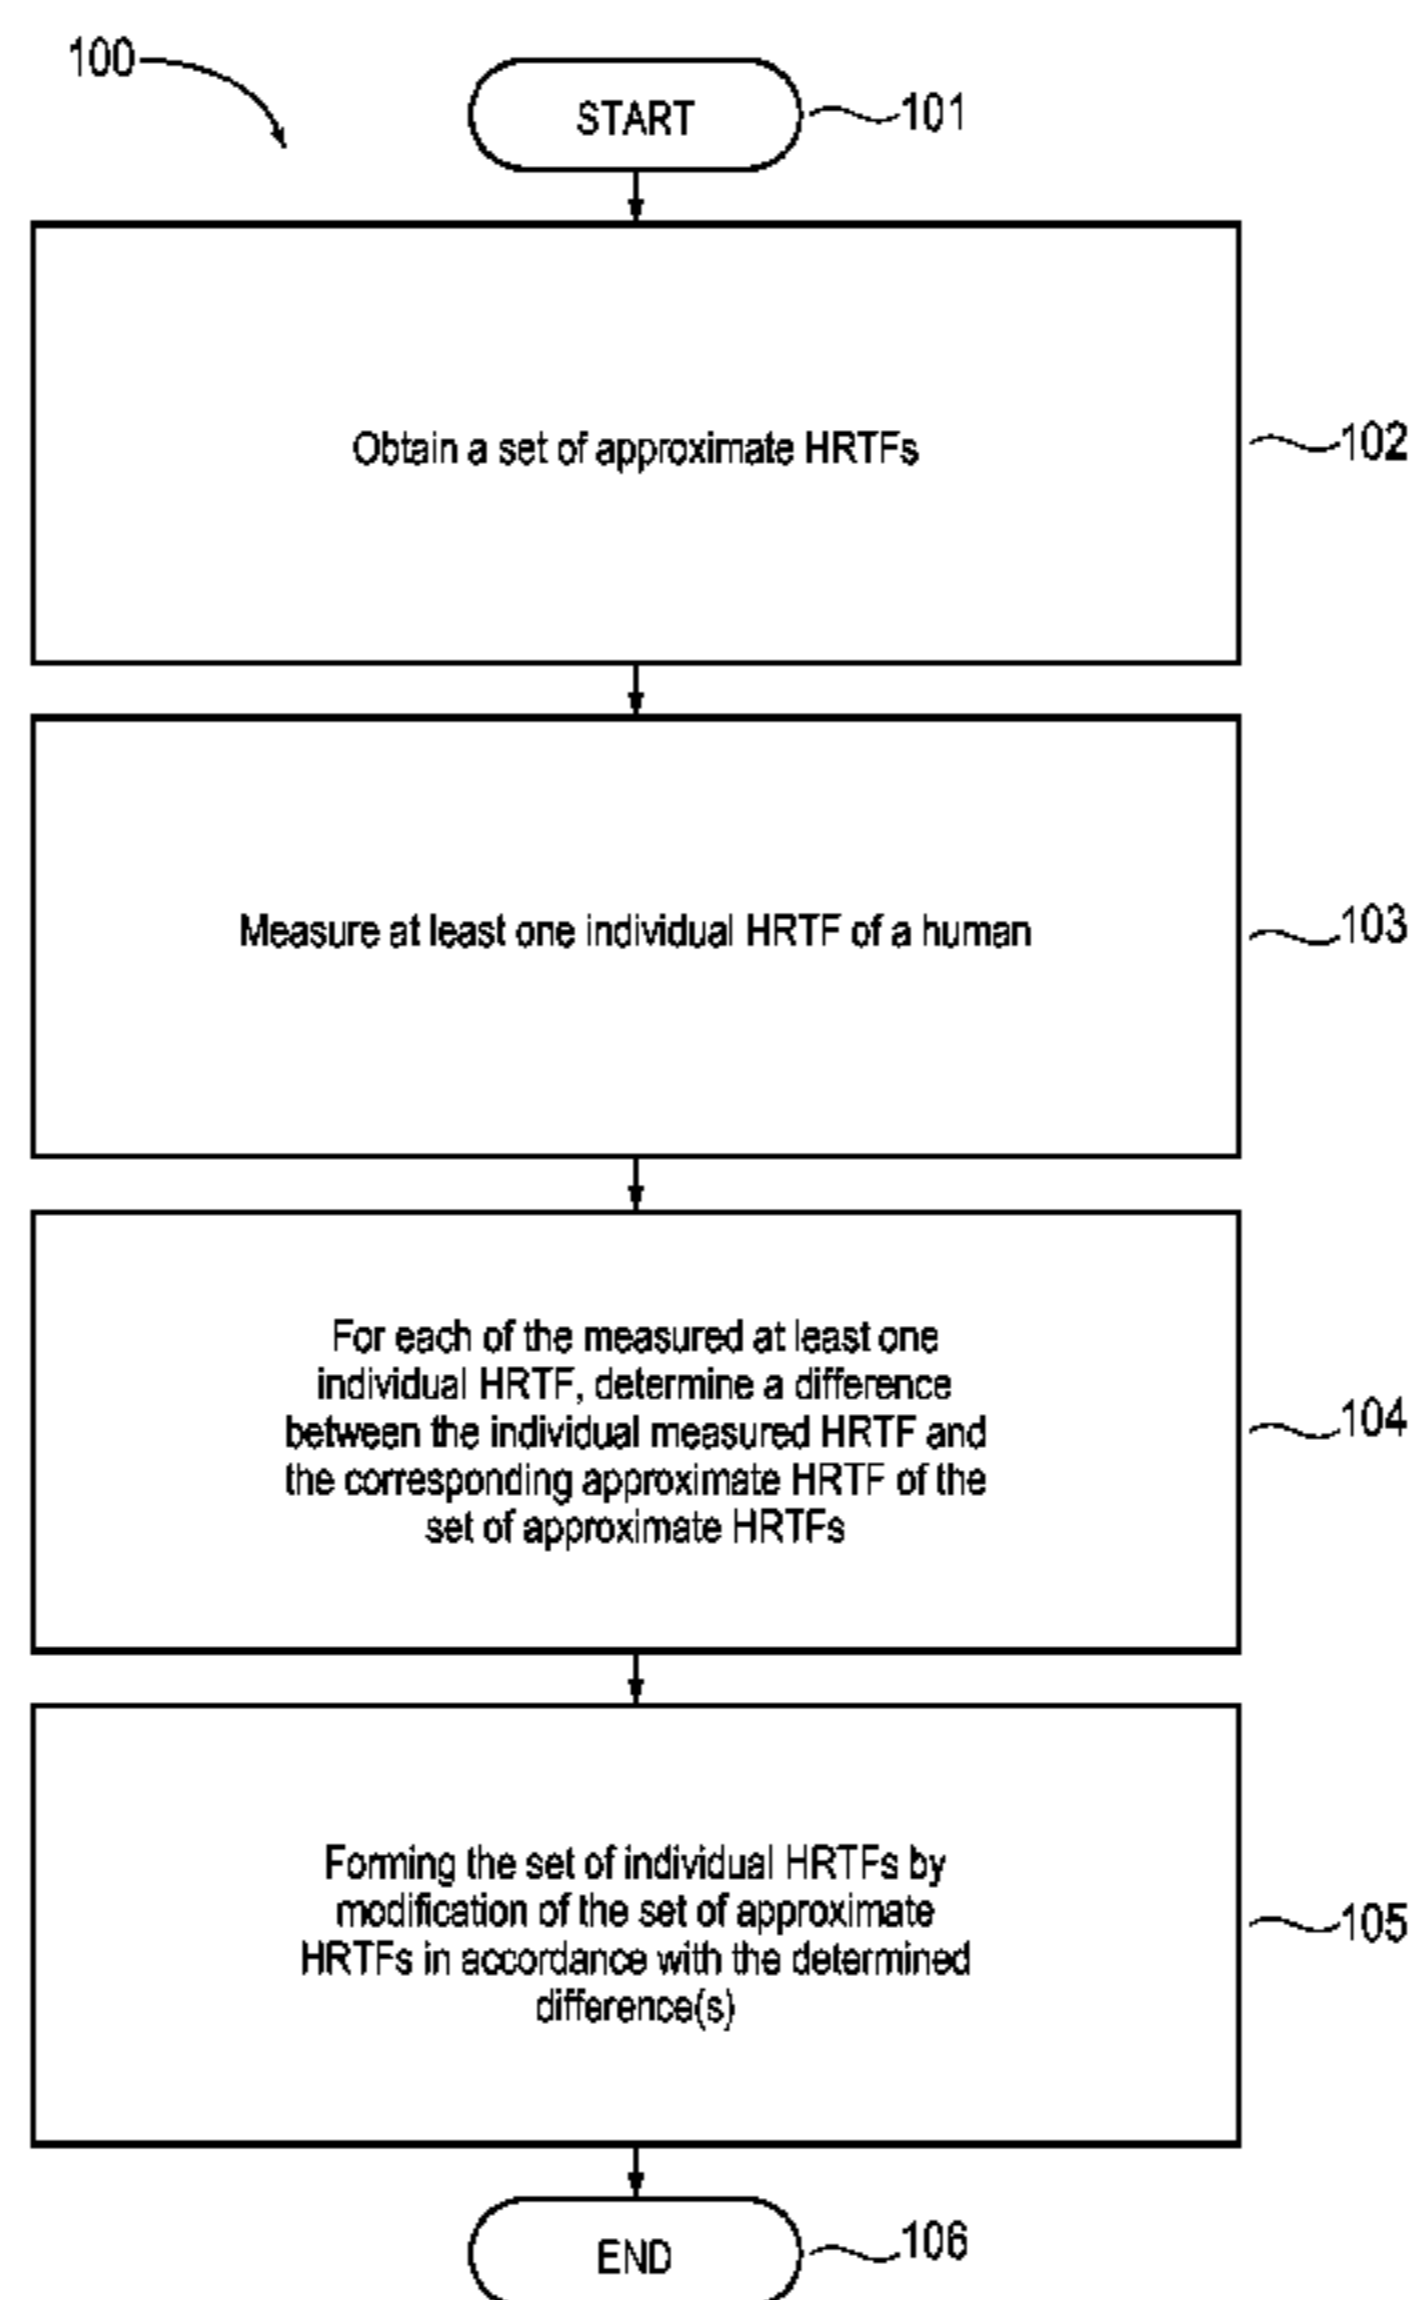 100
START
101
Obtain a set of approximate HRTFs
102
Measure at least one individual HRTF of a human
103
For each of the measured at least one
individual HRTF, determine a difference
between the individual measured HRTF and
the corresponding approximate HRTF of the
set of approximate HRTFs
104
Forming the set of individual HRTFs by
modification of the set of approximate
HRTFs in accordance with the determined
difference(s)
105
END
106